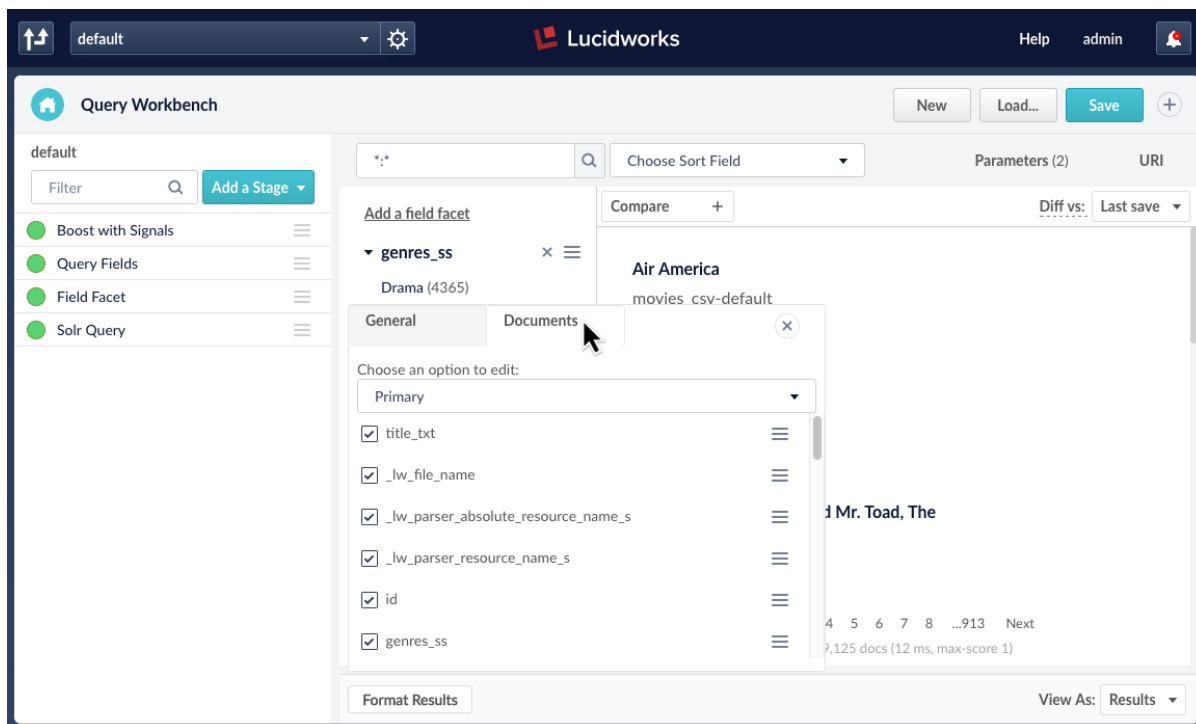 default
Lucidworks
Help
admin
Query Workbench
New
Load...
Save
default
Filter
Add a Stage
Boost with Signals
Query Fields
Field Facet
Solr Query
*:*
Choose Sort Field
Parameters (2)
URI
Add a field facet
Compare +
Diff vs: Last save
genres_ss
Drama (4365)
Air America
movies_csv-default
General
Documents
Choose an option to edit:
Primary
title_txt
_lw_file_name
_lw_parser_absolute_resource_name_s
_lw_parser_resource_name_s
id
genres_ss
Mr. Toad, The
4 5 6 7 8 ...913 Next
,125 docs (12 ms, max-score 1)
Format Results
View As: Results